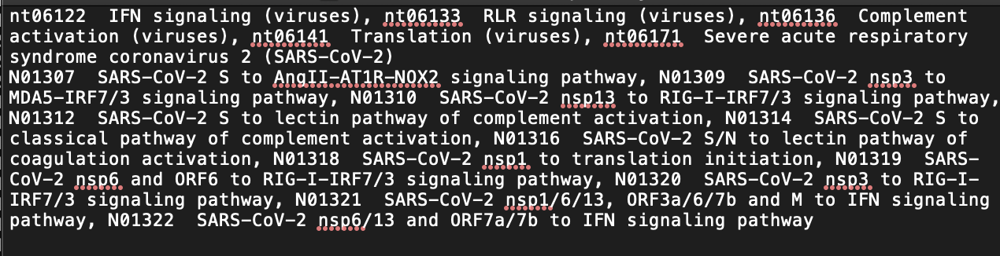 nt06122  IFN signaling (viruses), nt06133  RLR signaling (viruses), nt06136  Complement
activation (viruses), nt06141  Translation (viruses), nt06171  Severe acute respiratory
syndrome coronavirus 2 (SARS-CoV-2)
N01307  SARS-CoV-2 S to AngII-AT1R-NOX2 signaling pathway, N01309  SARS-CoV-2 nsp3 to
MDA5-IRF7/3 signaling pathway, N01310  SARS-CoV-2 nsp13 to RIG-I-IRF7/3 signaling pathway,
N01312  SARS-CoV-2 S to lectin pathway of complement activation, N01314  SARS-CoV-2 S to
classical pathway of complement activation, N01316  SARS-CoV-2 S/N to lectin pathway of
coagulation activation, N01318  SARS-CoV-2 nsp1 to translation initiation, N01319  SARS-
CoV-2 nsp6 and ORF6 to RIG-I-IRF7/3 signaling pathway, N01320  SARS-CoV-2 nsp3 to RIG-I-
IRF7/3 signaling pathway, N01321  SARS-CoV-2 nsp1/6/13, ORF3a/6/7b and M to IFN signaling
pathway, N01322  SARS-CoV-2 nsp6/13 and ORF7a/7b to IFN signaling pathway